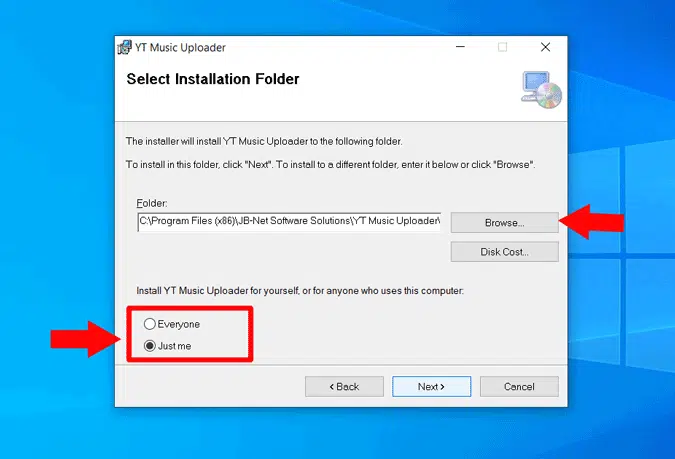 YT Music Uploader
Select Installation Folder
The installer will install YT Music Uploader to the following folder.
To install in this folder, click "Next". To install to a different folder, enter it below or click "Browse".
Folder:
C:\Program Files (x86)\JB-Net Software Solutions\YT Music Uploader\
Browse...
Disk Cost...
Install YT Music Uploader for yourself, or for anyone who uses this computer:
Everyone
Just me
< Back
Next >
Cancel